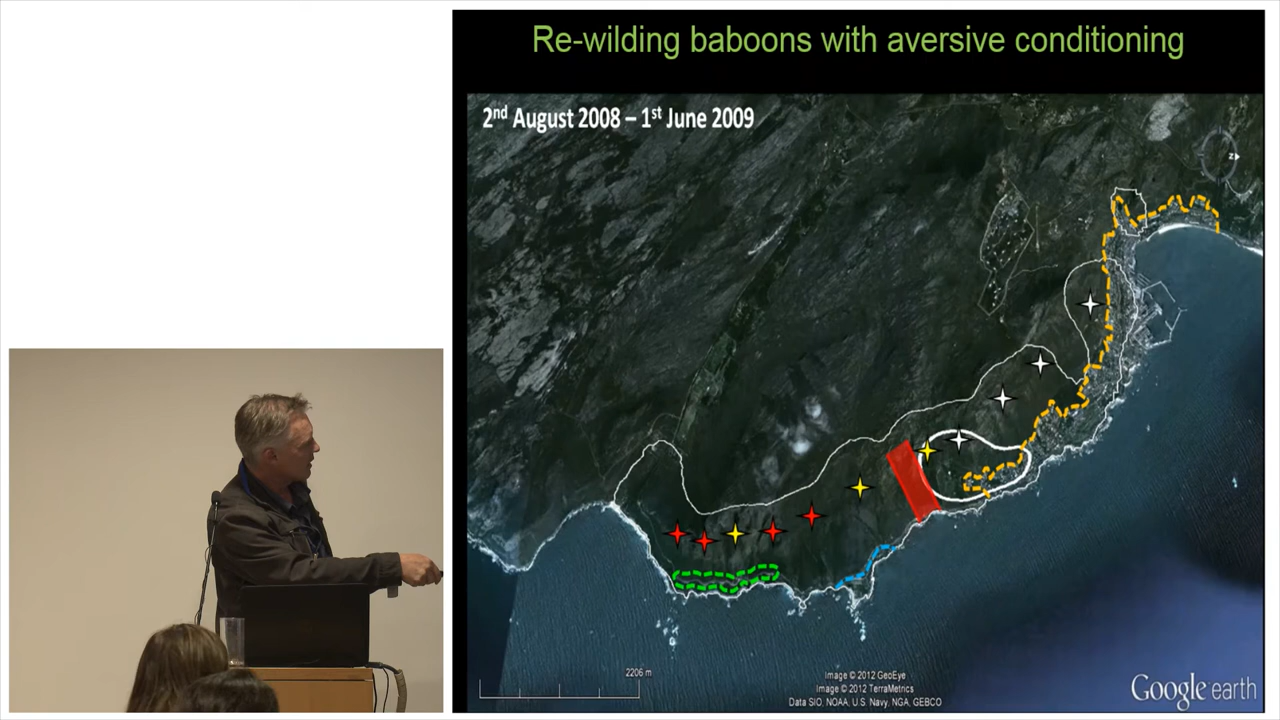 Re-wilding baboons with aversive conditioning
2nd August 2008 – 1st June 2009
Z
2206 m
Image © 2012 GeoEye
Image © 2012 TerraMetrics
Data SIO, NOAA, U.S. Navy, NGA, GEBCO
Google earth